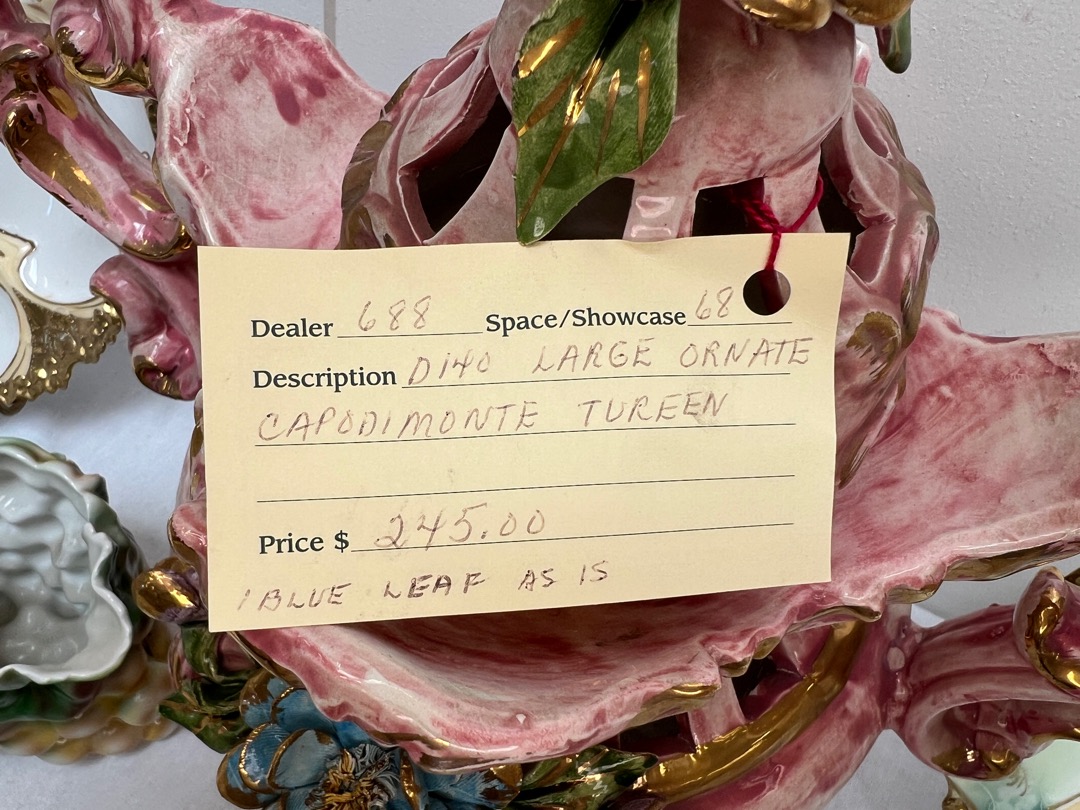 Dealer 688 Space/Showcase 68
Description D140 LARGE ORNATE
CAPODIMONTE TUREEN
Price $ 245.00
1 BLUE LEAF AS IS